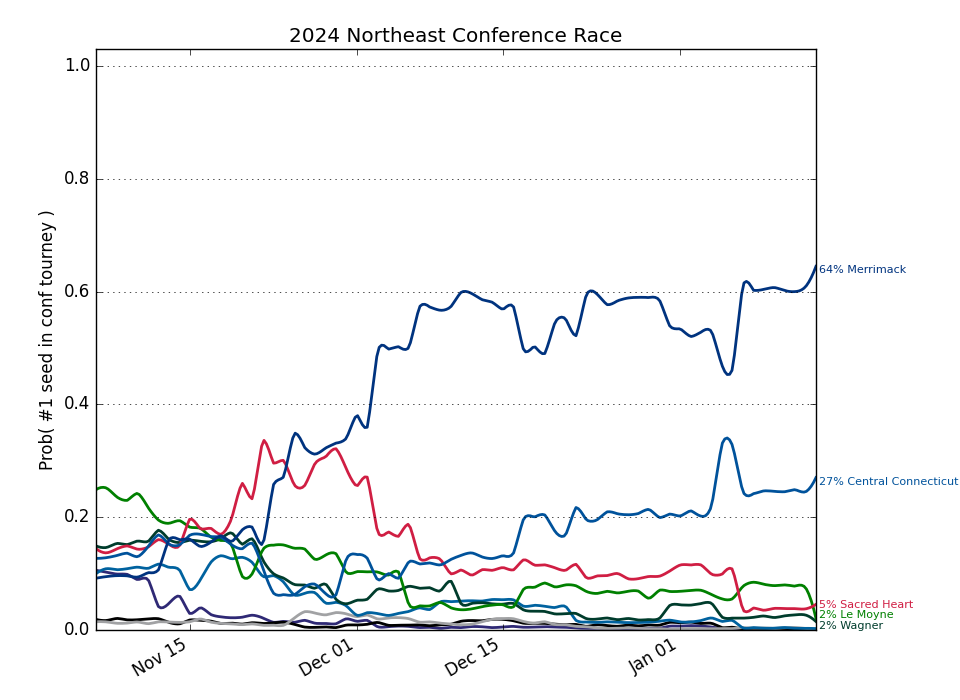 2024 Northeast Conference Race
Prob( #1 seed in conf tourney )
1.0
0.8
0.6
0.4
0.2
0.0
Nov 15
Dec 01
Dec 15
Jan 01
64% Merrimack
27% Central Connecticut
5% Sacred Heart
2% Le Moyne
2% Wagner